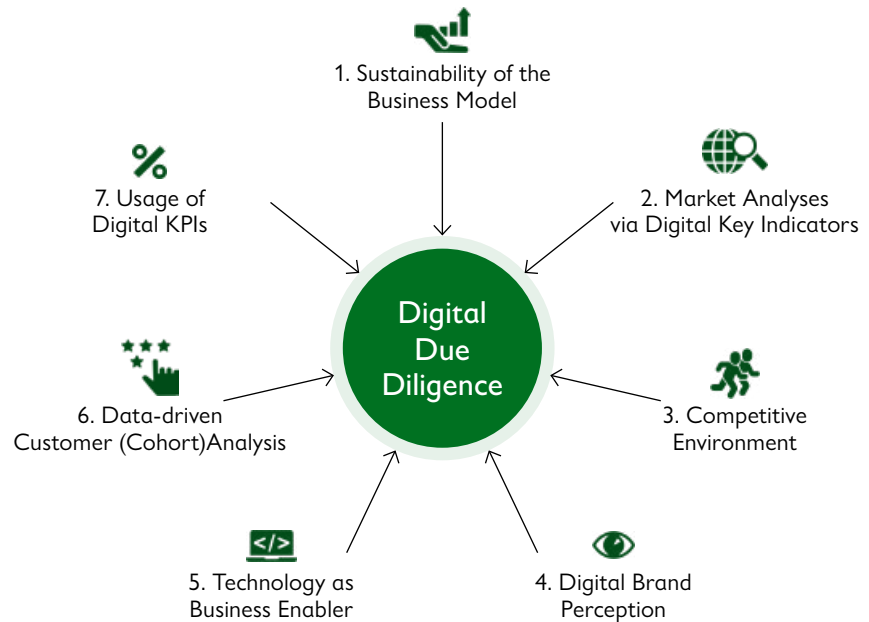 1. Sustainability of the
Business Model
2. Market Analyses
via Digital Key Indicators
3. Competitive
Environment
4. Digital Brand
Perception
5. Technology as
Business Enabler
6. Data-driven
Customer (Cohort)Analysis
7. Usage of
Digital KPIs
Digital
Due
Diligence